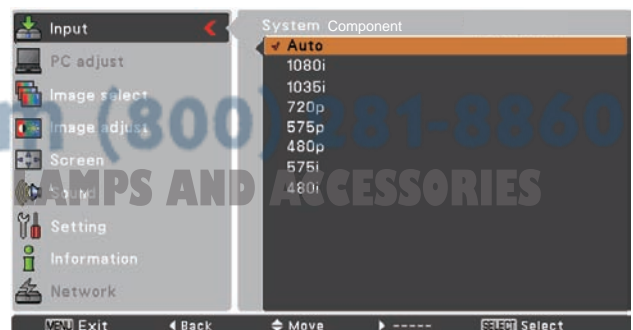 Input
PC adjust
Image select
Image adjust
Screen
Sound
Setting
Information
Network
System Component
✔ Auto
1080i
1035i
720p
575p
480p
575i
480i
m (800) 281-8860
LAMPS AND ACCESSORIES
MENU Exit ◀ Back ◆ Move ▶ ----- SELECT Select